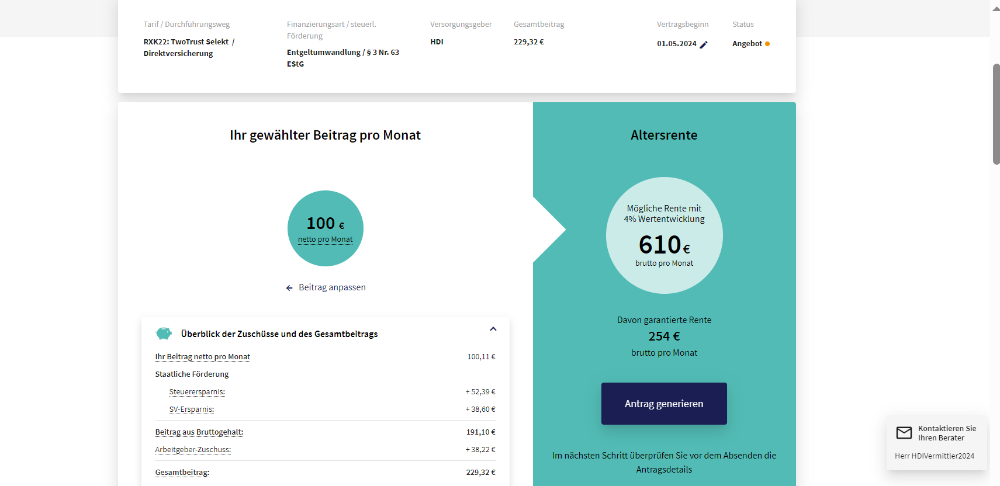 Tarif / Durchführungsweg
RXK22: TwoTrust Selekt /
Direktversicherung
Finanzierungsart / steuerl.
Förderung
Entgeltumwandlung / § 3 Nr. 63
EStG
Versorgungsgeber
HDI
Gesamtbeitrag
229,32 €
Vertragsbeginn
01.05.2024
Status
Angebot
Ihr gewählter Beitrag pro Monat
100 €
netto pro Monat
Beitrag anpassen
Überblick der Zuschüsse und des Gesamtbeitrags
Ihr Beitrag netto pro Monat 100,11 €
Staatliche Förderung
Steuerersparnis: + 52,39 €
SV-Ersparnis: + 38,60 €
Beitrag aus Bruttogehalt: 191,10 €
Arbeitgeber-Zuschuss: + 38,22 €
Gesamtbeitrag: 229,32 €
Altersrente
Mögliche Rente mit
4% Wertentwicklung
610 €
brutto pro Monat
Davon garantierte Rente
254 €
brutto pro Monat
Antrag generieren
Im nächsten Schritt überprüfen Sie vor dem Absenden die
Antragsdetails
Kontaktieren Sie
Ihren Berater
Herr HDIVermittler2024